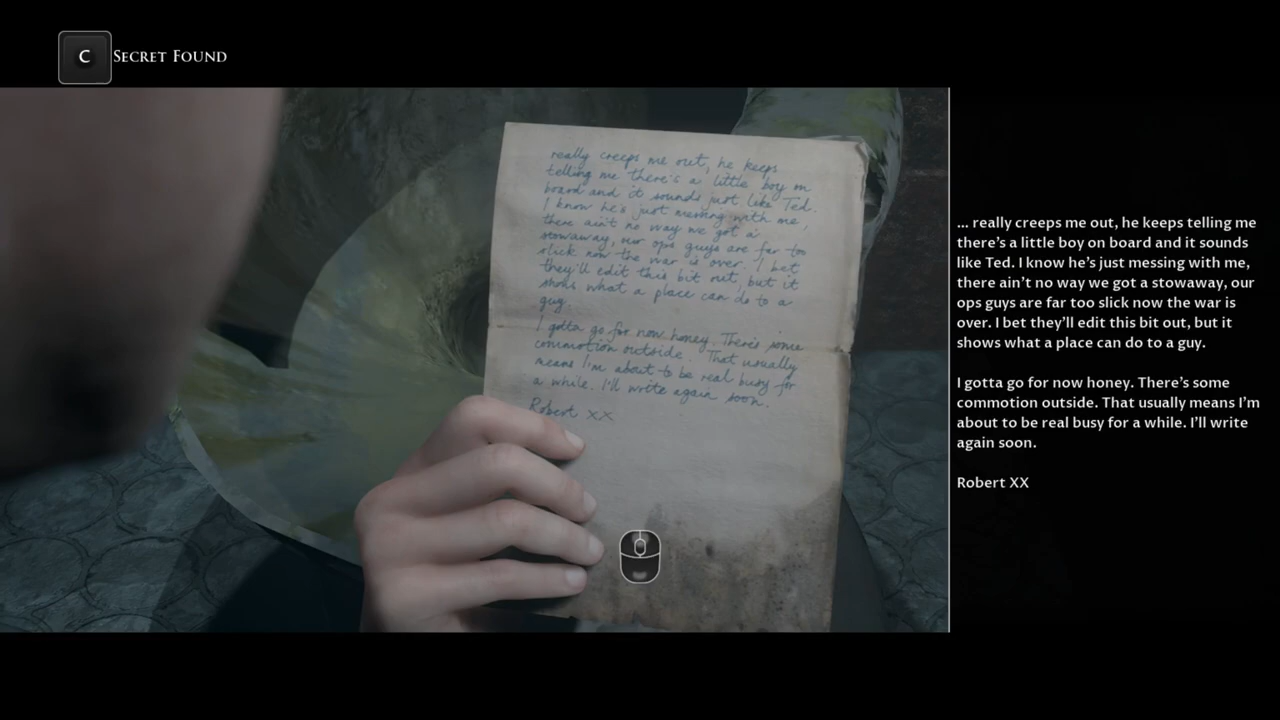 C
SECRET FOUND
really creeps me out, he keeps
telling me there's a little boy on
board and it sounds just like Ted.
I know he's just messing with me,
there ain't no way we got a
stowaway, our ops guys are far too
slick now the war is over. I bet
they'll edit this bit out, but it
shows what a place can do to a
guy.
I gotta go for now honey. There's some
commotion outside. That usually
means I'm about to be real busy for
a while. I'll write again soon.
Robert XX
... really creeps me out, he keeps telling me
there's a little boy on board and it sounds
like Ted. I know he's just messing with me,
there ain't no way we got a stowaway, our
ops guys are far too slick now the war is
over. I bet they'll edit this bit out, but it
shows what a place can do to a guy.
I gotta go for now honey. There's some
commotion outside. That usually means I'm
about to be real busy for a while. I'll write
again soon.
Robert XX